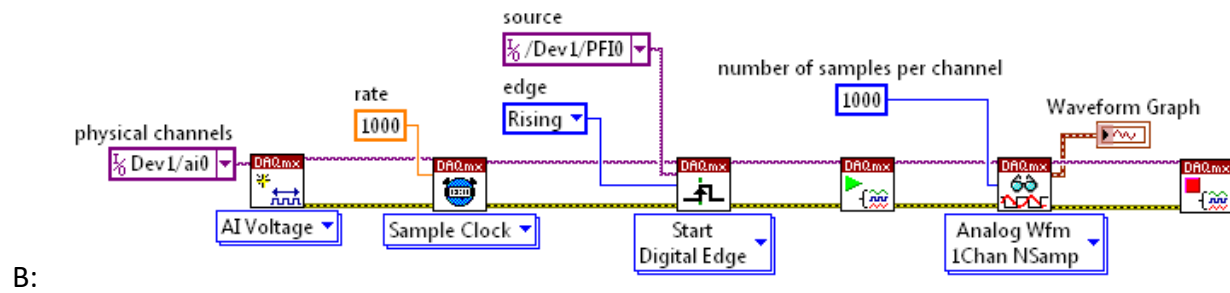 source
I/O /Dev1/PFI0
edge
Rising
number of samples per channel
1000
rate
1000
Waveform Graph
physical channels
I/O Dev1/ai0
DAQmx
DAQmx
DAQmx
DAQmx
DAQmx
AI Voltage
Sample Clock
Start
Digital Edge
Analog Wfm
1Chan NSamp
B: